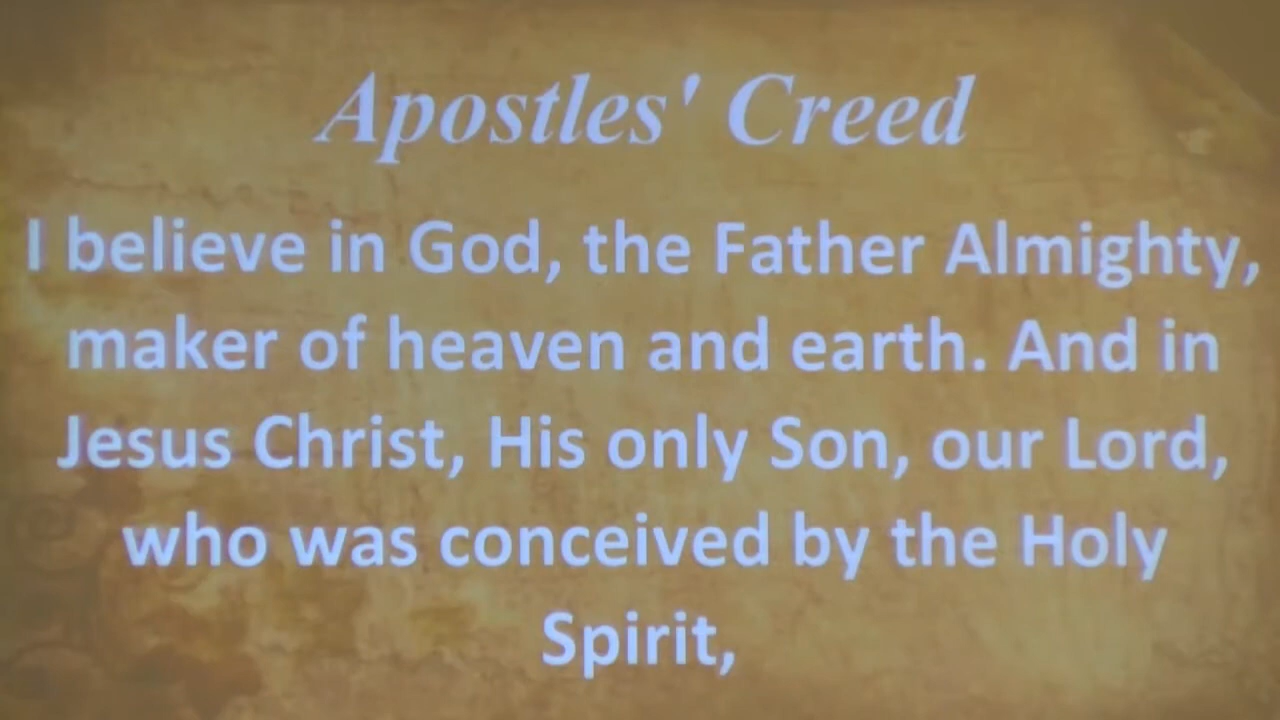 Apostles' Creed
I believe in God, the Father Almighty,
maker of heaven and earth. And in
Jesus Christ, His only Son, our Lord,
who was conceived by the Holy
Spirit,